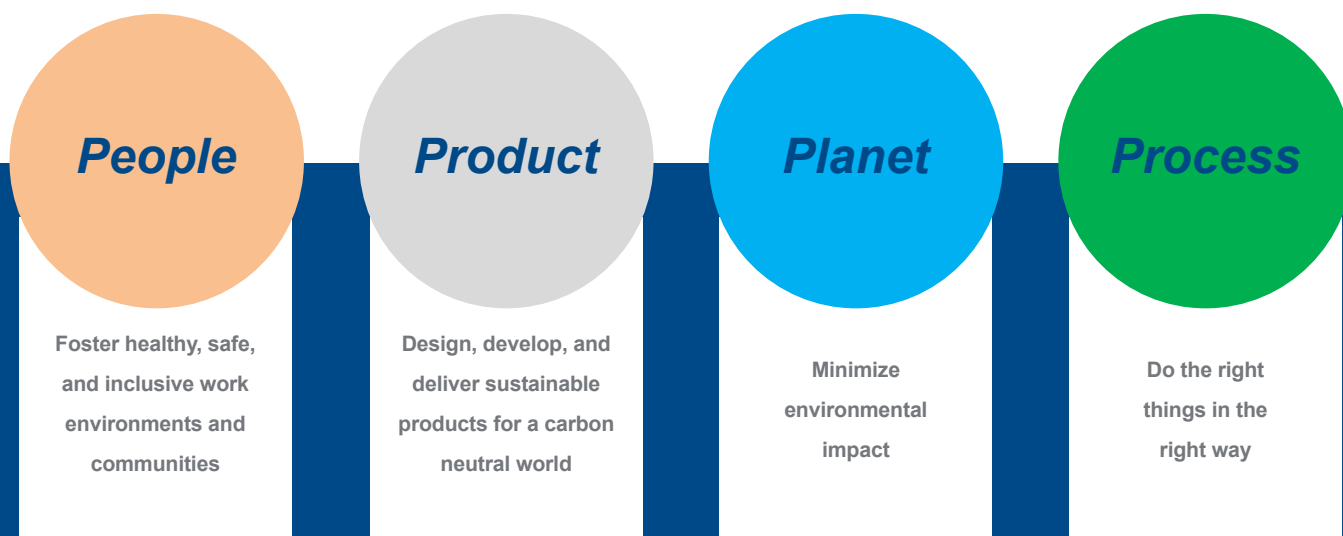 People
Foster healthy, safe,
and inclusive work
environments and
communities
Product
Design, develop, and
deliver sustainable
products for a carbon
neutral world
Planet
Minimize
environmental
impact
Process
Do the right
things in the
right way